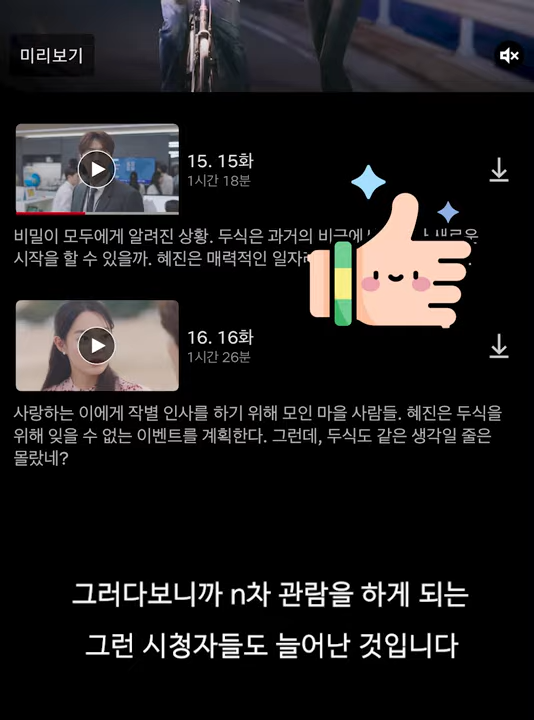 미리보기
15. 15화
1시간 18분
비밀이 모두에게 알려진 상황. 두식은 과거의 비극에서 새로운
시작을 할 수 있을까. 혜진은 매력적인
16. 16화
1시간 26분
사랑하는 이에게 작별 인사를 하기 위해 모인 마을 사람들. 혜진은 두식을
위해 잊을 수 없는 이벤트를 계획한다. 그런데, 두식도 같은 생각일 줄은
몰랐네?
그러다보니까 n차 관람을 하게 되는
그런 시청자들도 늘어난 것입니다